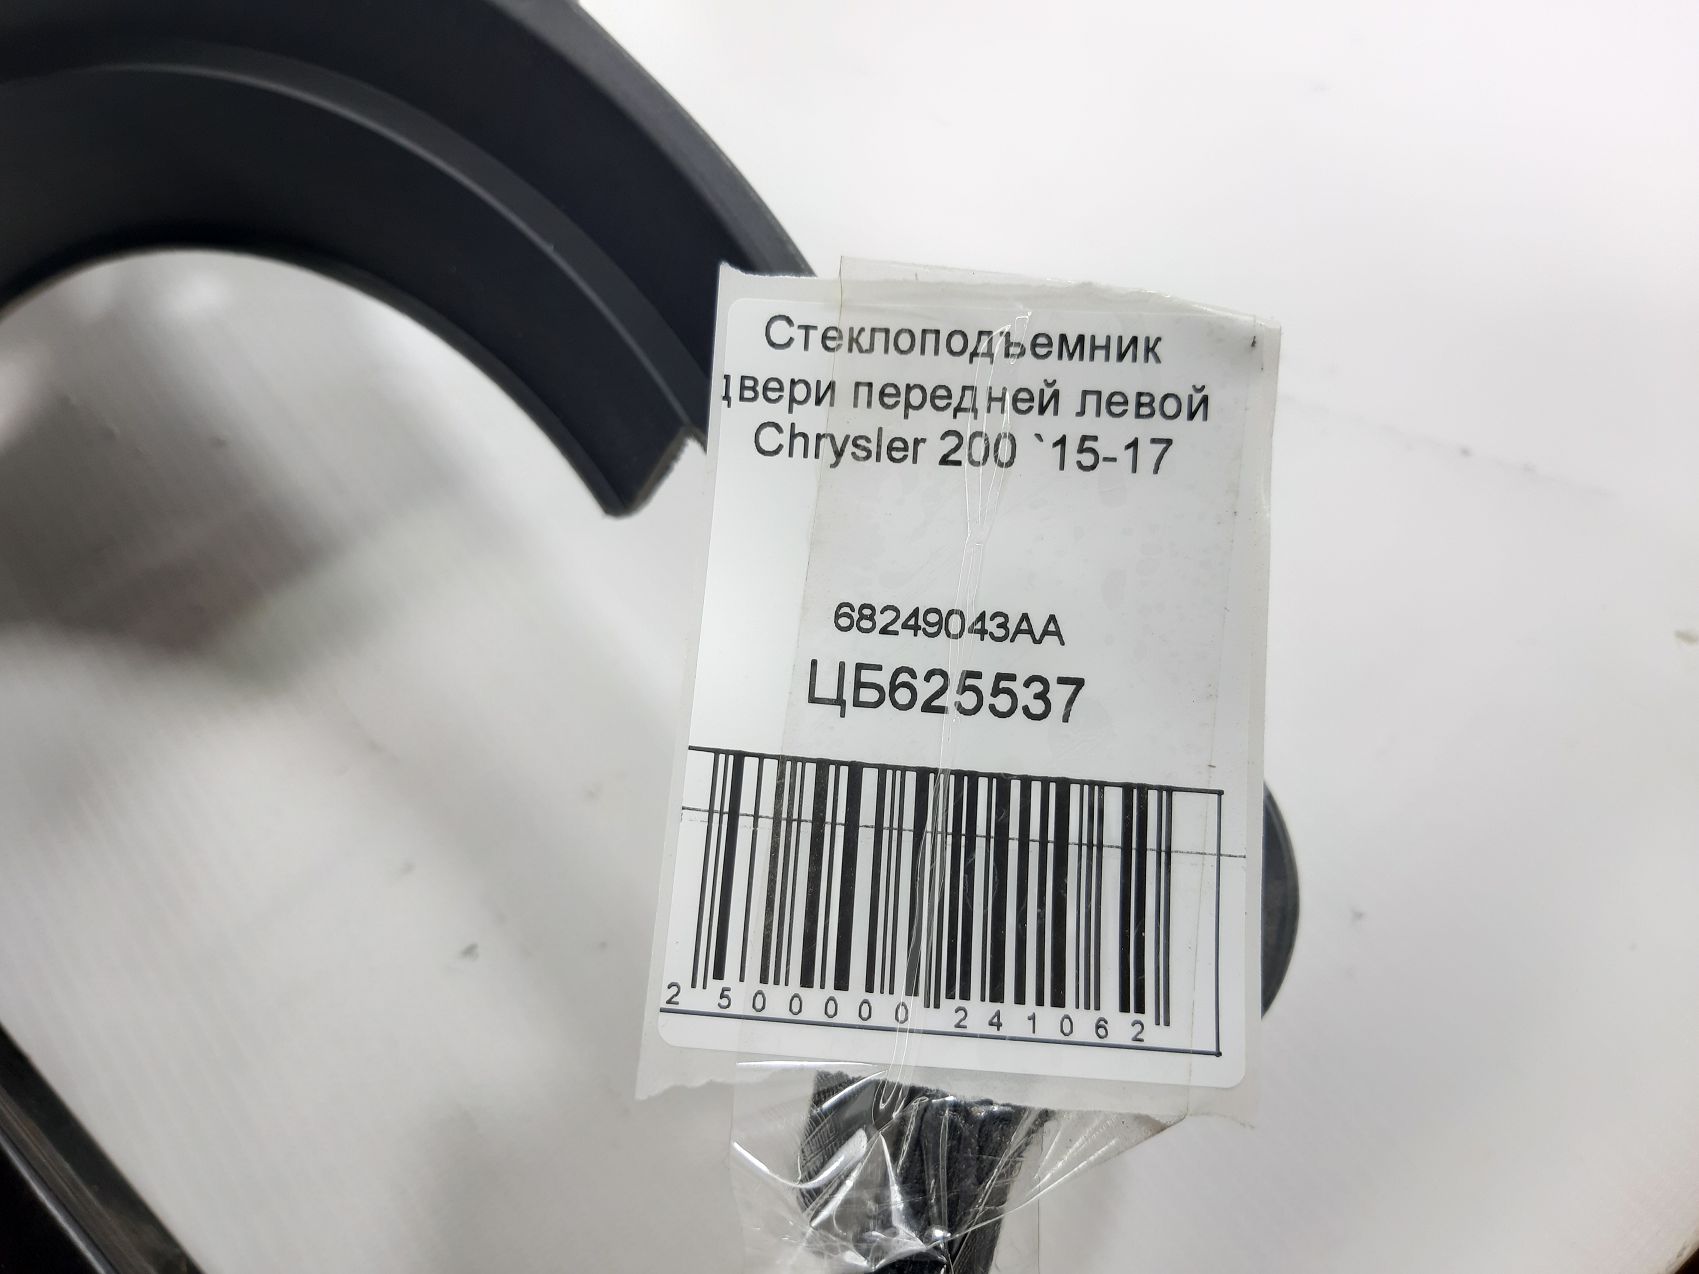 Стеклоподъемник
двери передней левой
Chrysler 200 `15-17
68249043AA
ЦБ625537
2 500000 241062